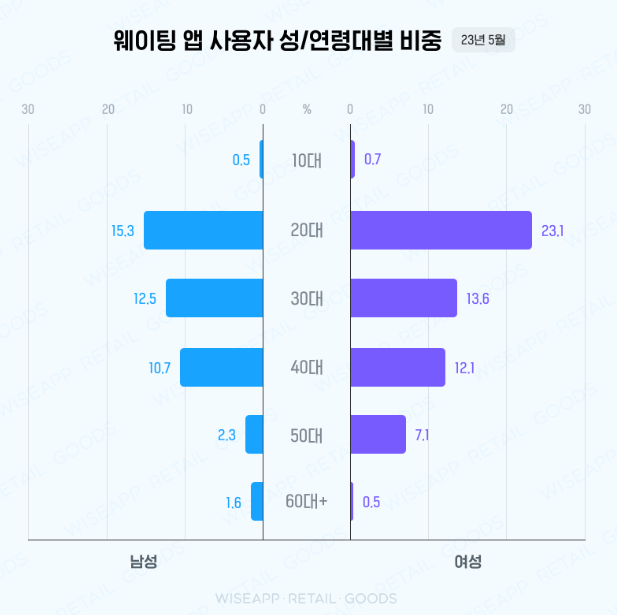 웨이팅 앱 사용자 성/연령대별 비중 23년 5월
30 20 10 0 % 0 10 20 30
0.5 10대 0.7
15.3 20대 23.1
12.5 30대 13.6
10.7 40대 12.1
2.3 50대 7.1
1.6 60대+ 0.5
남성 여성
WISEAPP·RETAIL·GOODS